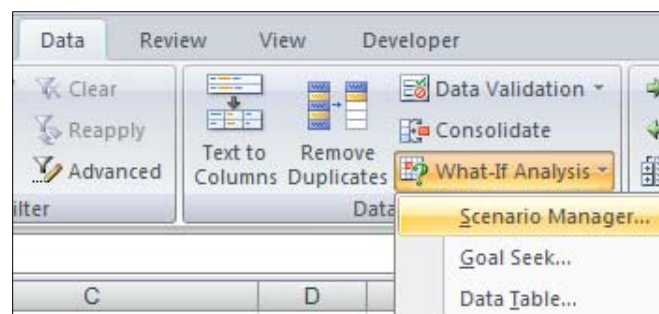 Data Review View Developer
Clear
Reapply
Advanced
Text to Columns
Remove Duplicates
Data Validation
Consolidate
What-If Analysis
Data
Scenario Manager...
Goal Seek...
Data Table...
C D